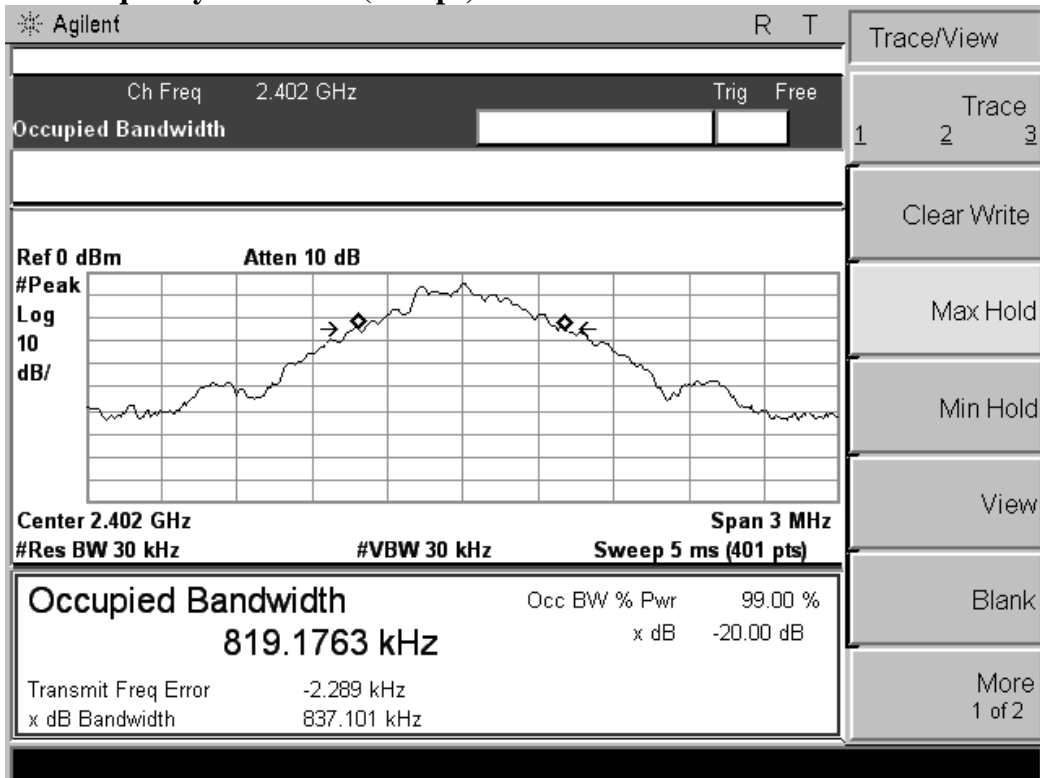 Agilent R T
Trace/View
Ch Freq 2.402 GHz Trig Free
Occupied Bandwidth
Trace
1 2 3
Clear Write
Max Hold
Min Hold
View
Blank
More
1 of 2
Ref 0 dBm Atten 10 dB
#Peak
Log
10
dB/
Center 2.402 GHz Span 3 MHz
#Res BW 30 kHz #VBW 30 kHz Sweep 5 ms (401 pts)
Occupied Bandwidth Occ BW % Pwr 99.00 %
819.1763 kHz x dB -20.00 dB
Transmit Freq Error -2.289 kHz
x dB Bandwidth 837.101 kHz